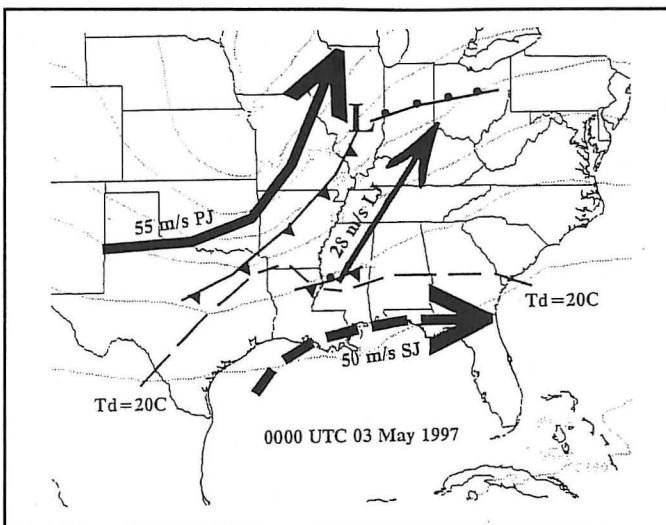 L
55 m/s PJ
28 m/s LJ
Td=20C
50 m/s SJ
Td=20C
0000 UTC 03 May 1997